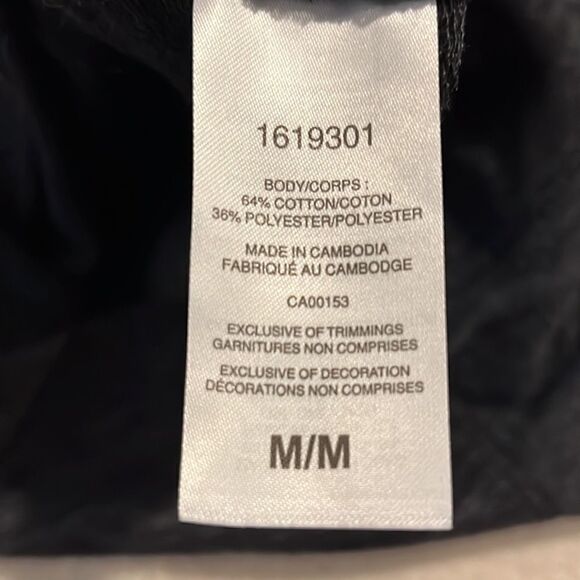 1619301
BODY/CORPS :
64% COTTON/COTON
36% POLYESTER/POLYESTER
MADE IN CAMBODIA
FABRIQUÉ AU CAMBODGE
CA00153
EXCLUSIVE OF TRIMMINGS
GARNITURES NON COMPRISES
EXCLUSIVE OF DECORATION
DÉCORATIONS NON COMPRISES
M/M